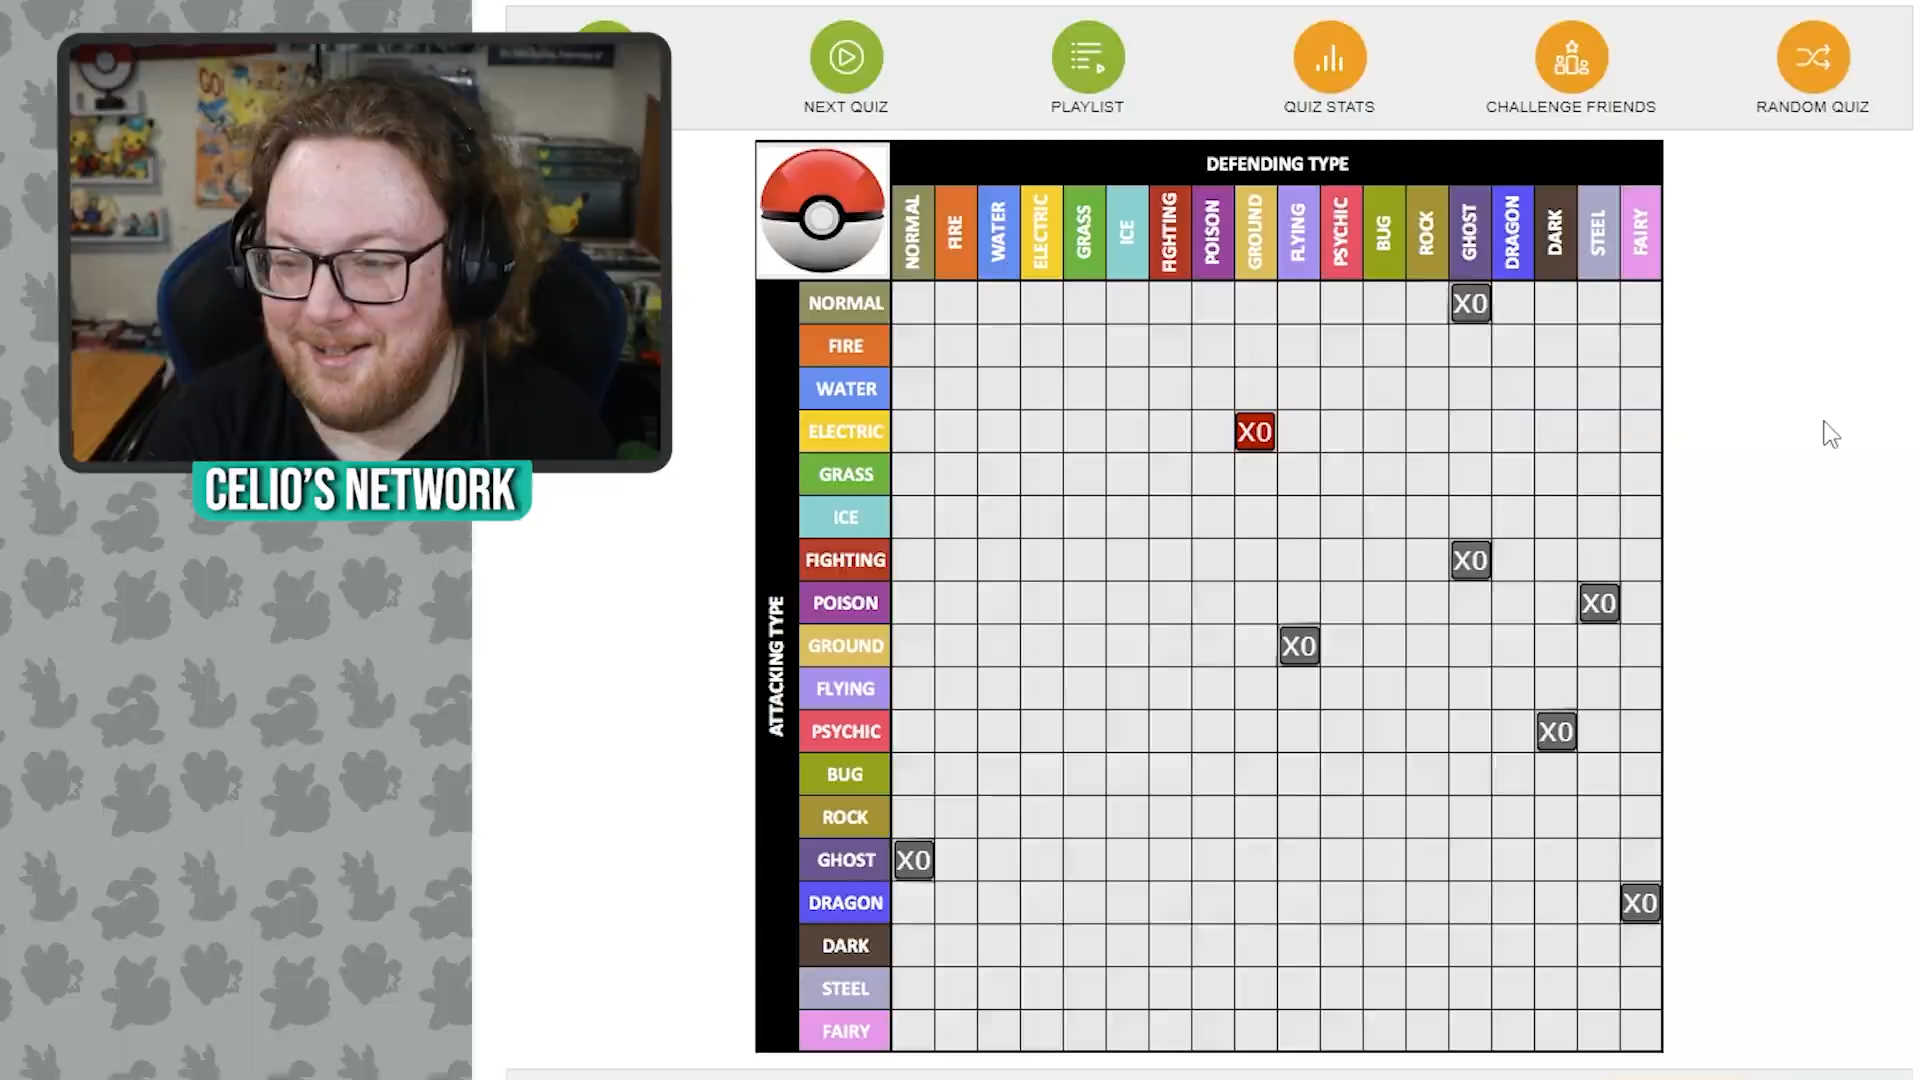 NEXT QUIZ
PLAYLIST
QUIZ STATS
CHALLENGE FRIENDS
RANDOM QUIZ
GO!
CELIO'S NETWORK
DEFENDING TYPE
NORMAL
FIRE
WATER
ELECTRIC
GRASS
ICE
FIGHTING
POISON
GROUND
FLYING
PSYCHIC
BUG
ROCK
GHOST
DRAGON
DARK
STEEL
FAIRY
ATTACKING TYPE
NORMAL X0
FIRE
WATER
ELECTRIC X0
GRASS
ICE
FIGHTING X0
POISON X0
GROUND X0
FLYING
PSYCHIC X0
BUG
ROCK
GHOST X0
DRAGON X0
DARK
STEEL
FAIRY